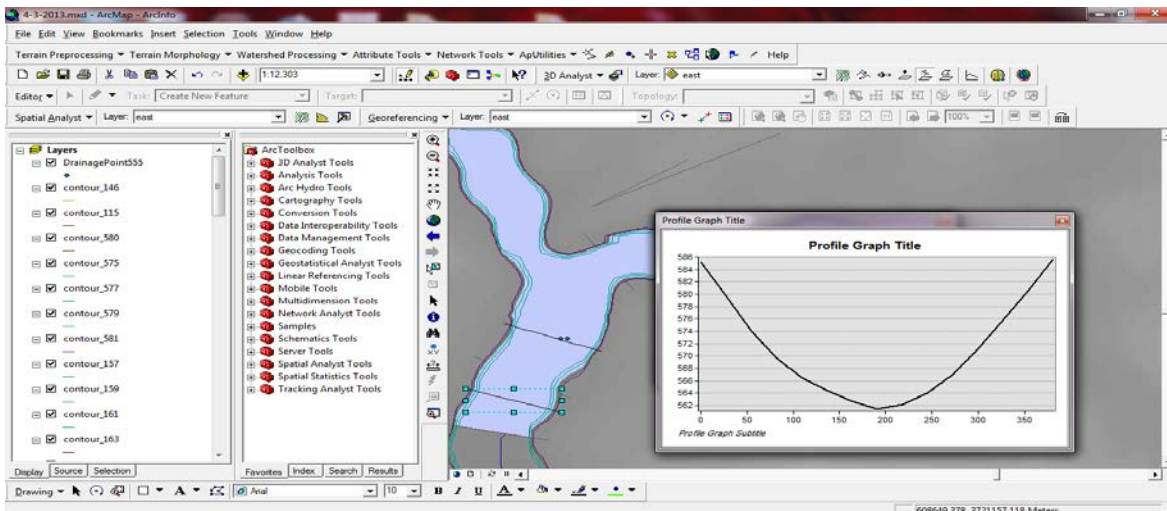 4-3-2013.mxd - ArcMap - ArcInfo
File Edit View Bookmarks Insert Selection Tools Window Help
Terrain Preprocessing Terrain Morphology Watershed Processing Attribute Tools Network Tools ApUtilities Help
1:12.303 3D Analyst Layer: east
Editor Task: Create New Feature Target: Topology:
Spatial Analyst Layer: east Georeferencing Layer: east 100%
Layers
DrainagePoint555
contour_146
contour_115
contour_580
contour_575
contour_577
contour_579
contour_581
contour_157
contour_159
contour_161
contour_163
Display Source Selection
ArcToolbox
3D Analyst Tools
Analysis Tools
Arc Hydro Tools
Cartography Tools
Conversion Tools
Data Interoperability Tools
Data Management Tools
Geocoding Tools
Geostatistical Analyst Tools
Linear Referencing Tools
Mobile Tools
Multidimension Tools
Network Analyst Tools
Samples
Schematics Tools
Server Tools
Spatial Analyst Tools
Spatial Statistics Tools
Tracking Analyst Tools
Favorites Index Search Results
Profile Graph Title
Profile Graph Title
586
584
582
580
578
576
574
572
570
568
566
564
562
0 50 100 150 200 250 300 350
Profile Graph Subtitle
Drawing A Arial 10 B I U A
608649.378 3721157.118 Meters